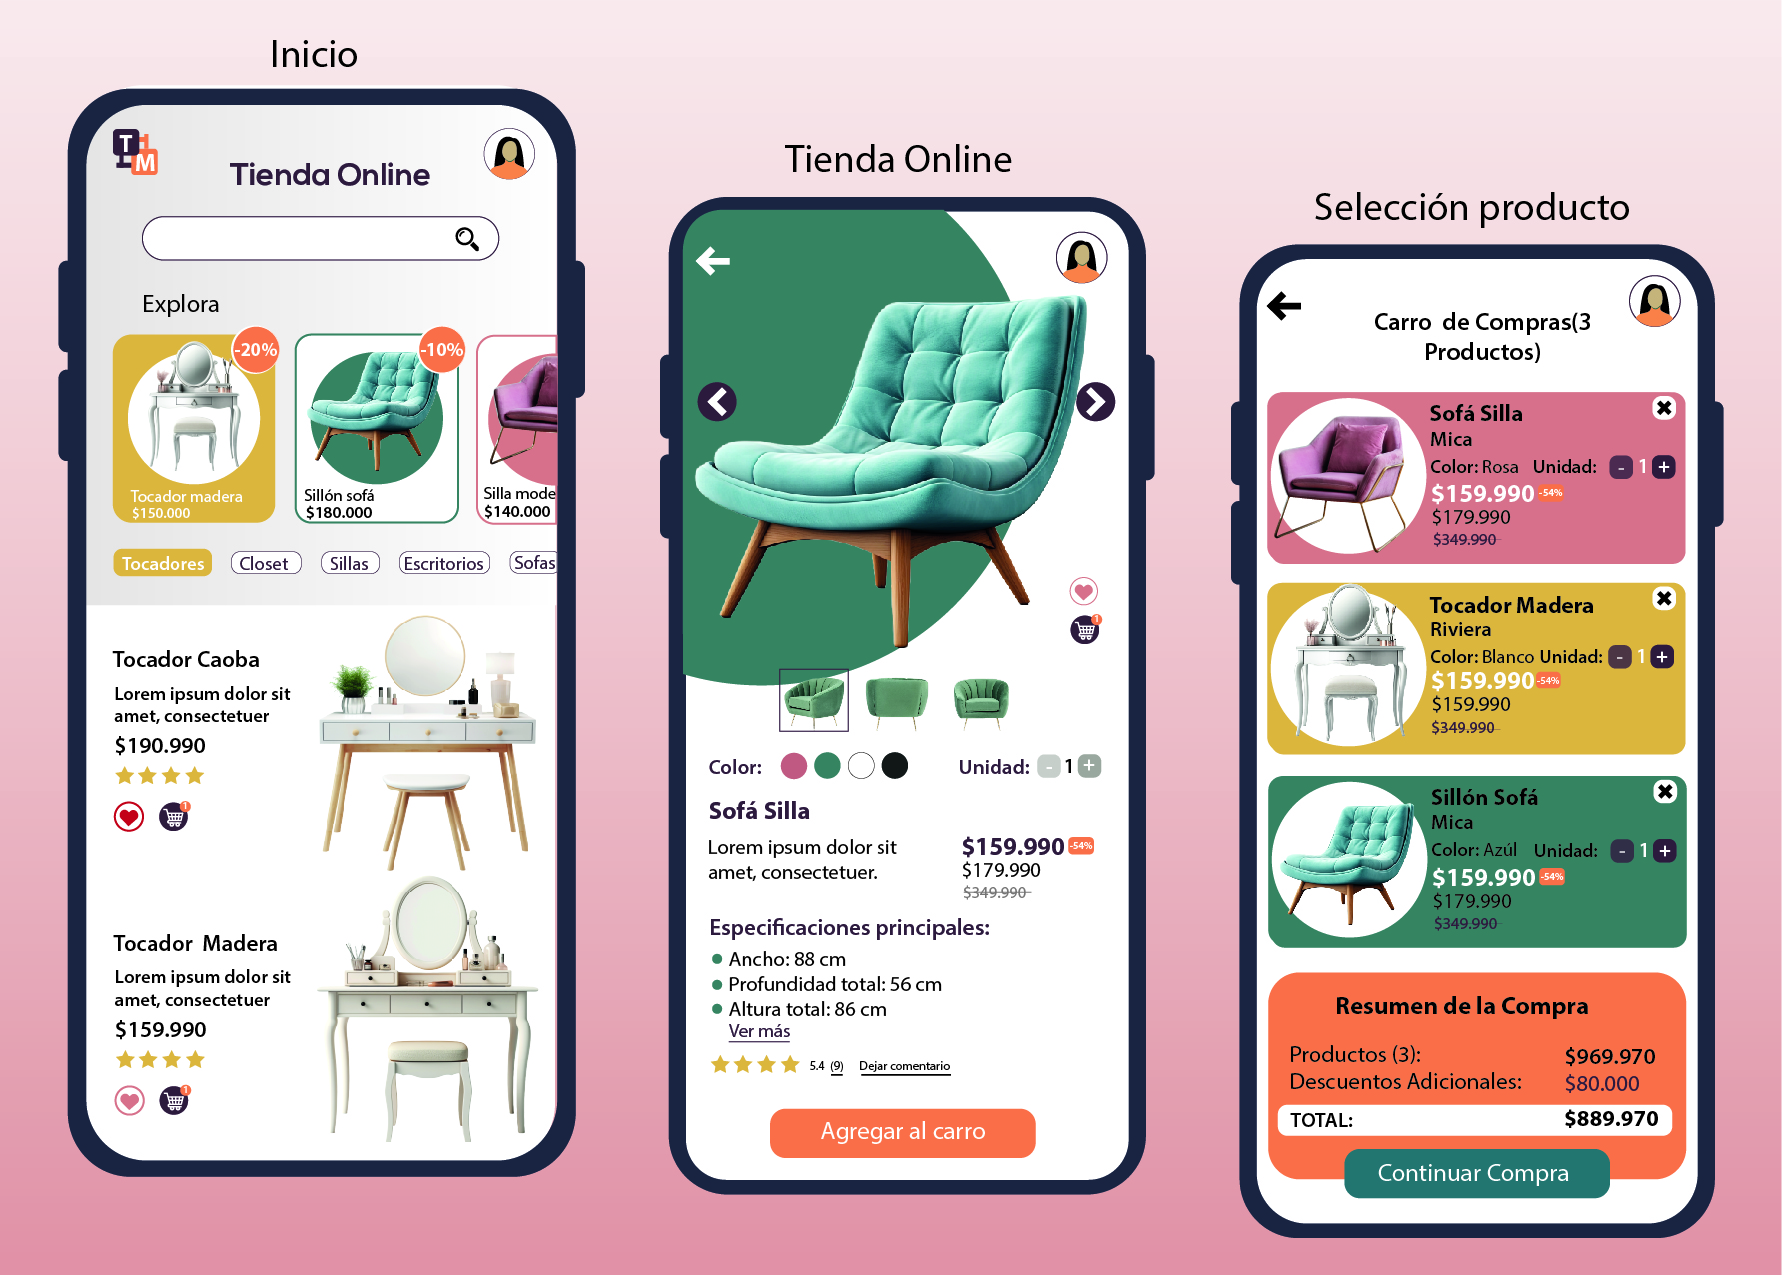 Inicio
T
M
Tienda Online
Explora
-20%
Tocador madera
$150.000
-10%
Sillón sofá
$180.000
Silla mode
$140.000
Tocadores
Closet
Sillas
Escritorios
Sofas
Tocador Caoba
Lorem ipsum dolor sit
amet, consectetuer
$190.990
1
Tocador Madera
Lorem ipsum dolor sit
amet, consectetuer
$159.990
1
Tienda Online
1
Color:
Unidad: - 1 +
Sofá Silla
Lorem ipsum dolor sit
amet, consectetuer.
$159.990 -54%
$179.990
$349.990
Especificaciones principales:
Ancho: 88 cm
Profundidad total: 56 cm
Altura total: 86 cm
Ver más
5.4 (9) Dejar comentario
Agregar al carro
Selección producto
Carro de Compras(3
Productos)
Sofá Silla
Mica
Color: Rosa Unidad: - 1 +
$159.990 -54%
$179.990
$349.990
Tocador Madera
Riviera
Color: Blanco Unidad: - 1 +
$159.990 -54%
$159.990
$349.990
Sillón Sofá
Mica
Color: Azúl Unidad: - 1 +
$159.990 -54%
$179.990
$349.990
Resumen de la Compra
Productos (3): $969.970
Descuentos Adicionales: $80.000
TOTAL: $889.970
Continuar Compra